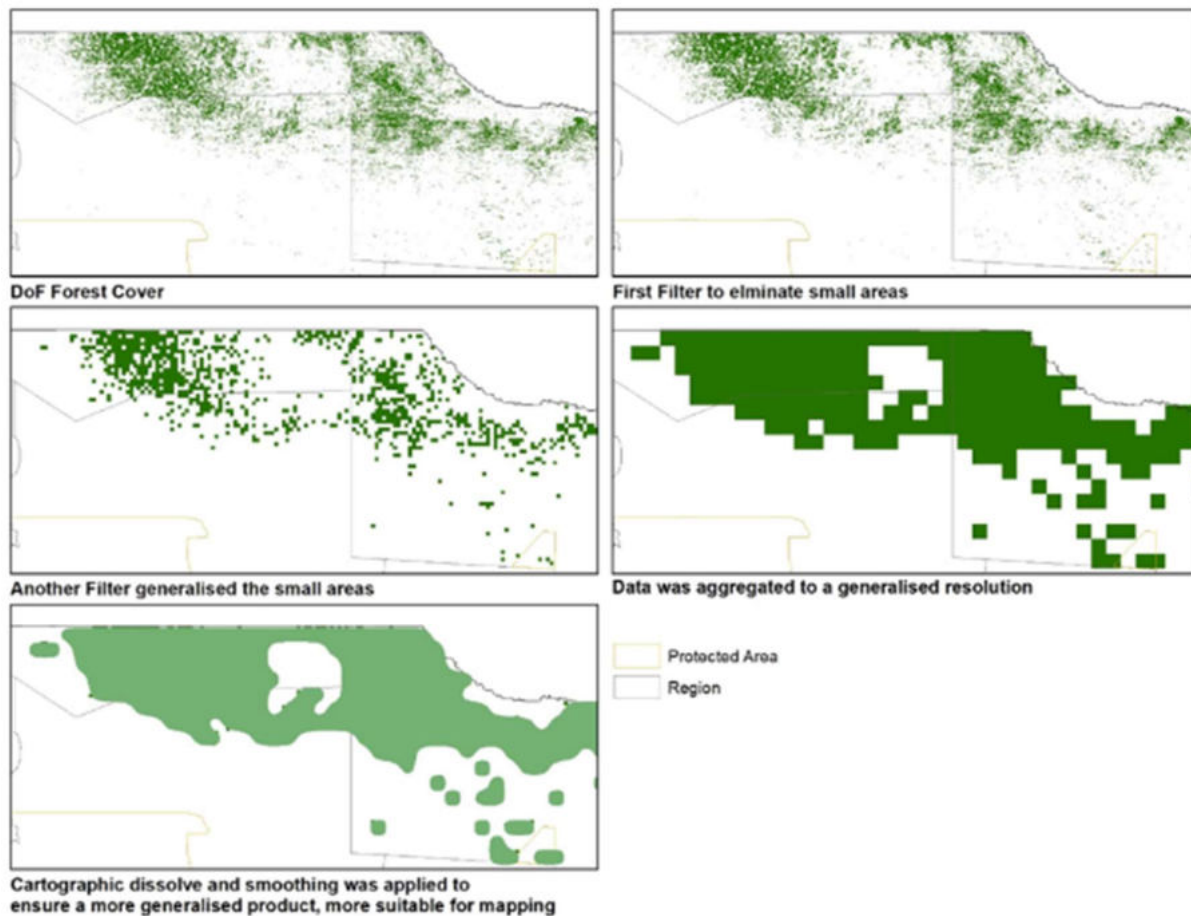 DoF Forest Cover
First Filter to elminate small areas
Another Filter generalised the small areas
Data was aggregated to a generalised resolution
Protected Area
Region
Cartographic dissolve and smoothing was applied to
ensure a more generalised product, more suitable for mapping